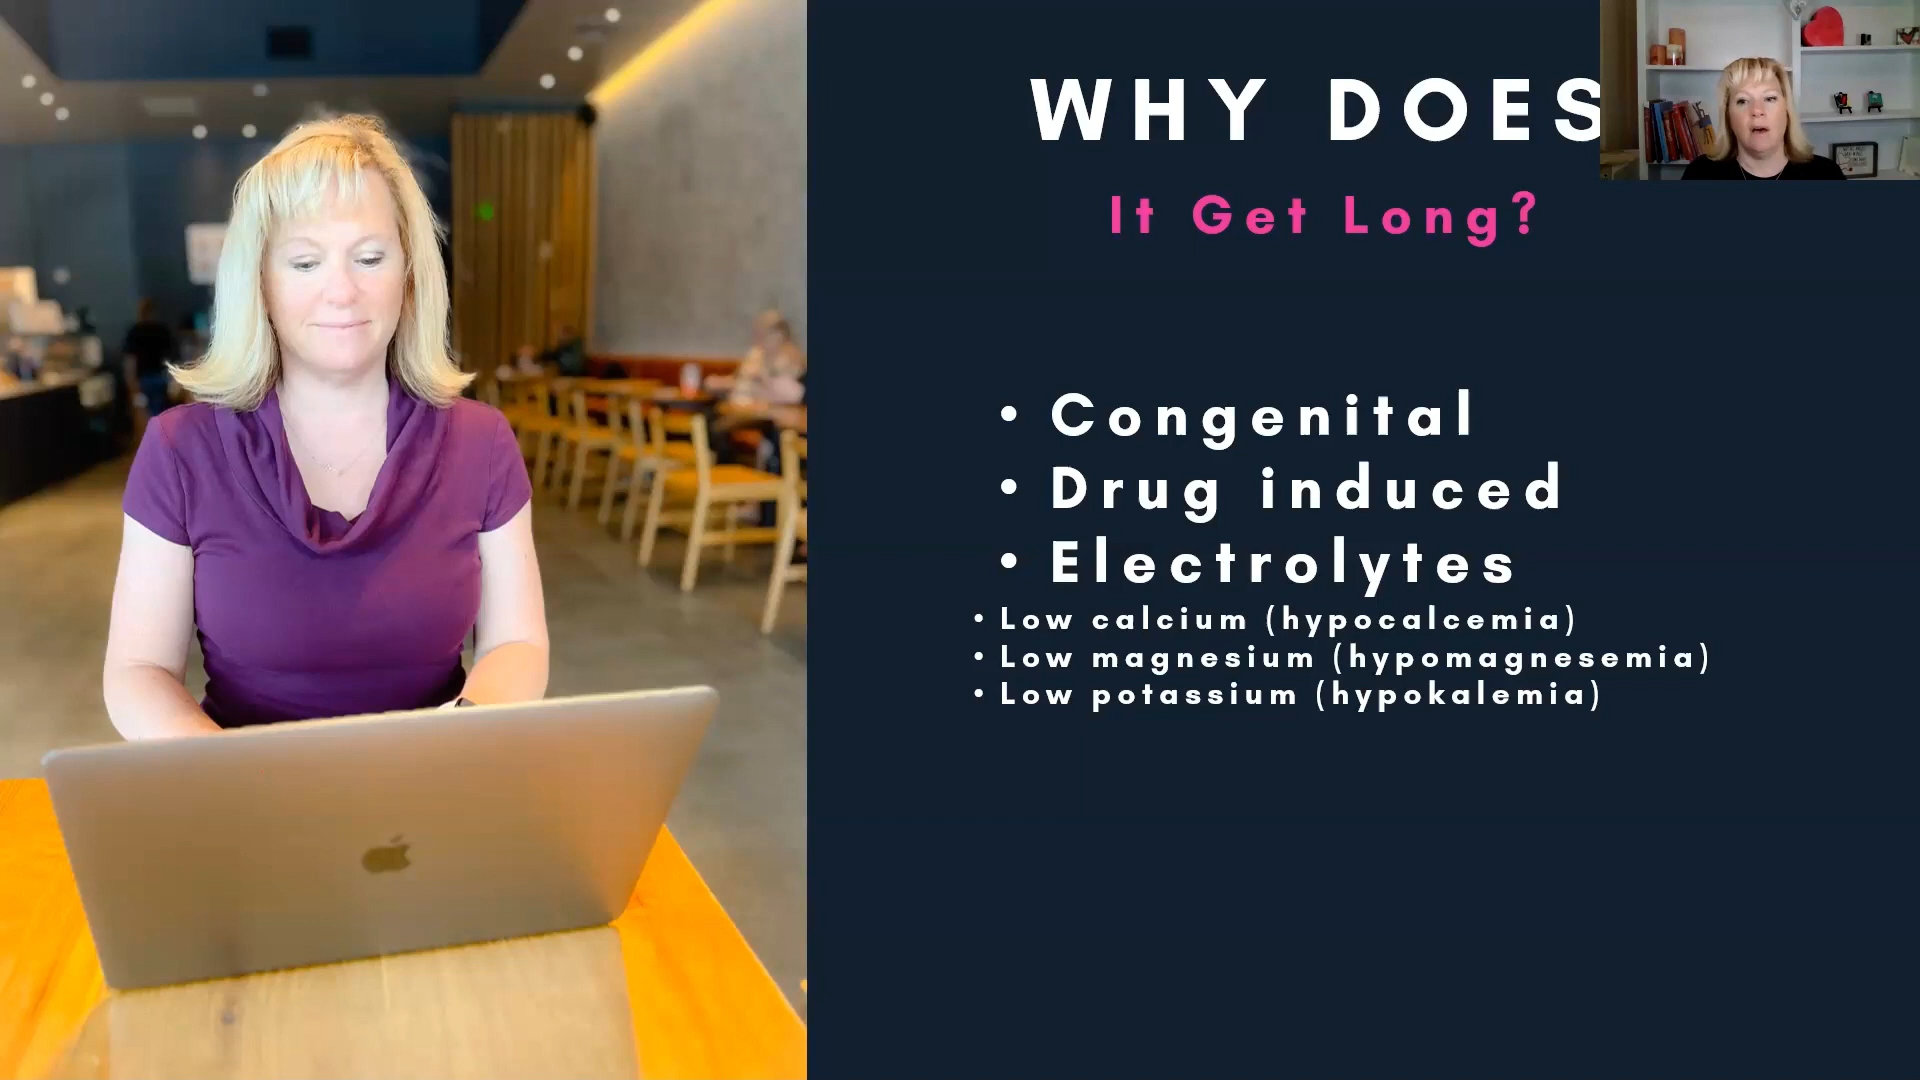 WHY DOES
It Get Long?
• Congenital
• Drug induced
• Electrolytes
• Low calcium (hypocalcemia)
• Low magnesium (hypomagnesemia)
• Low potassium (hypokalemia)